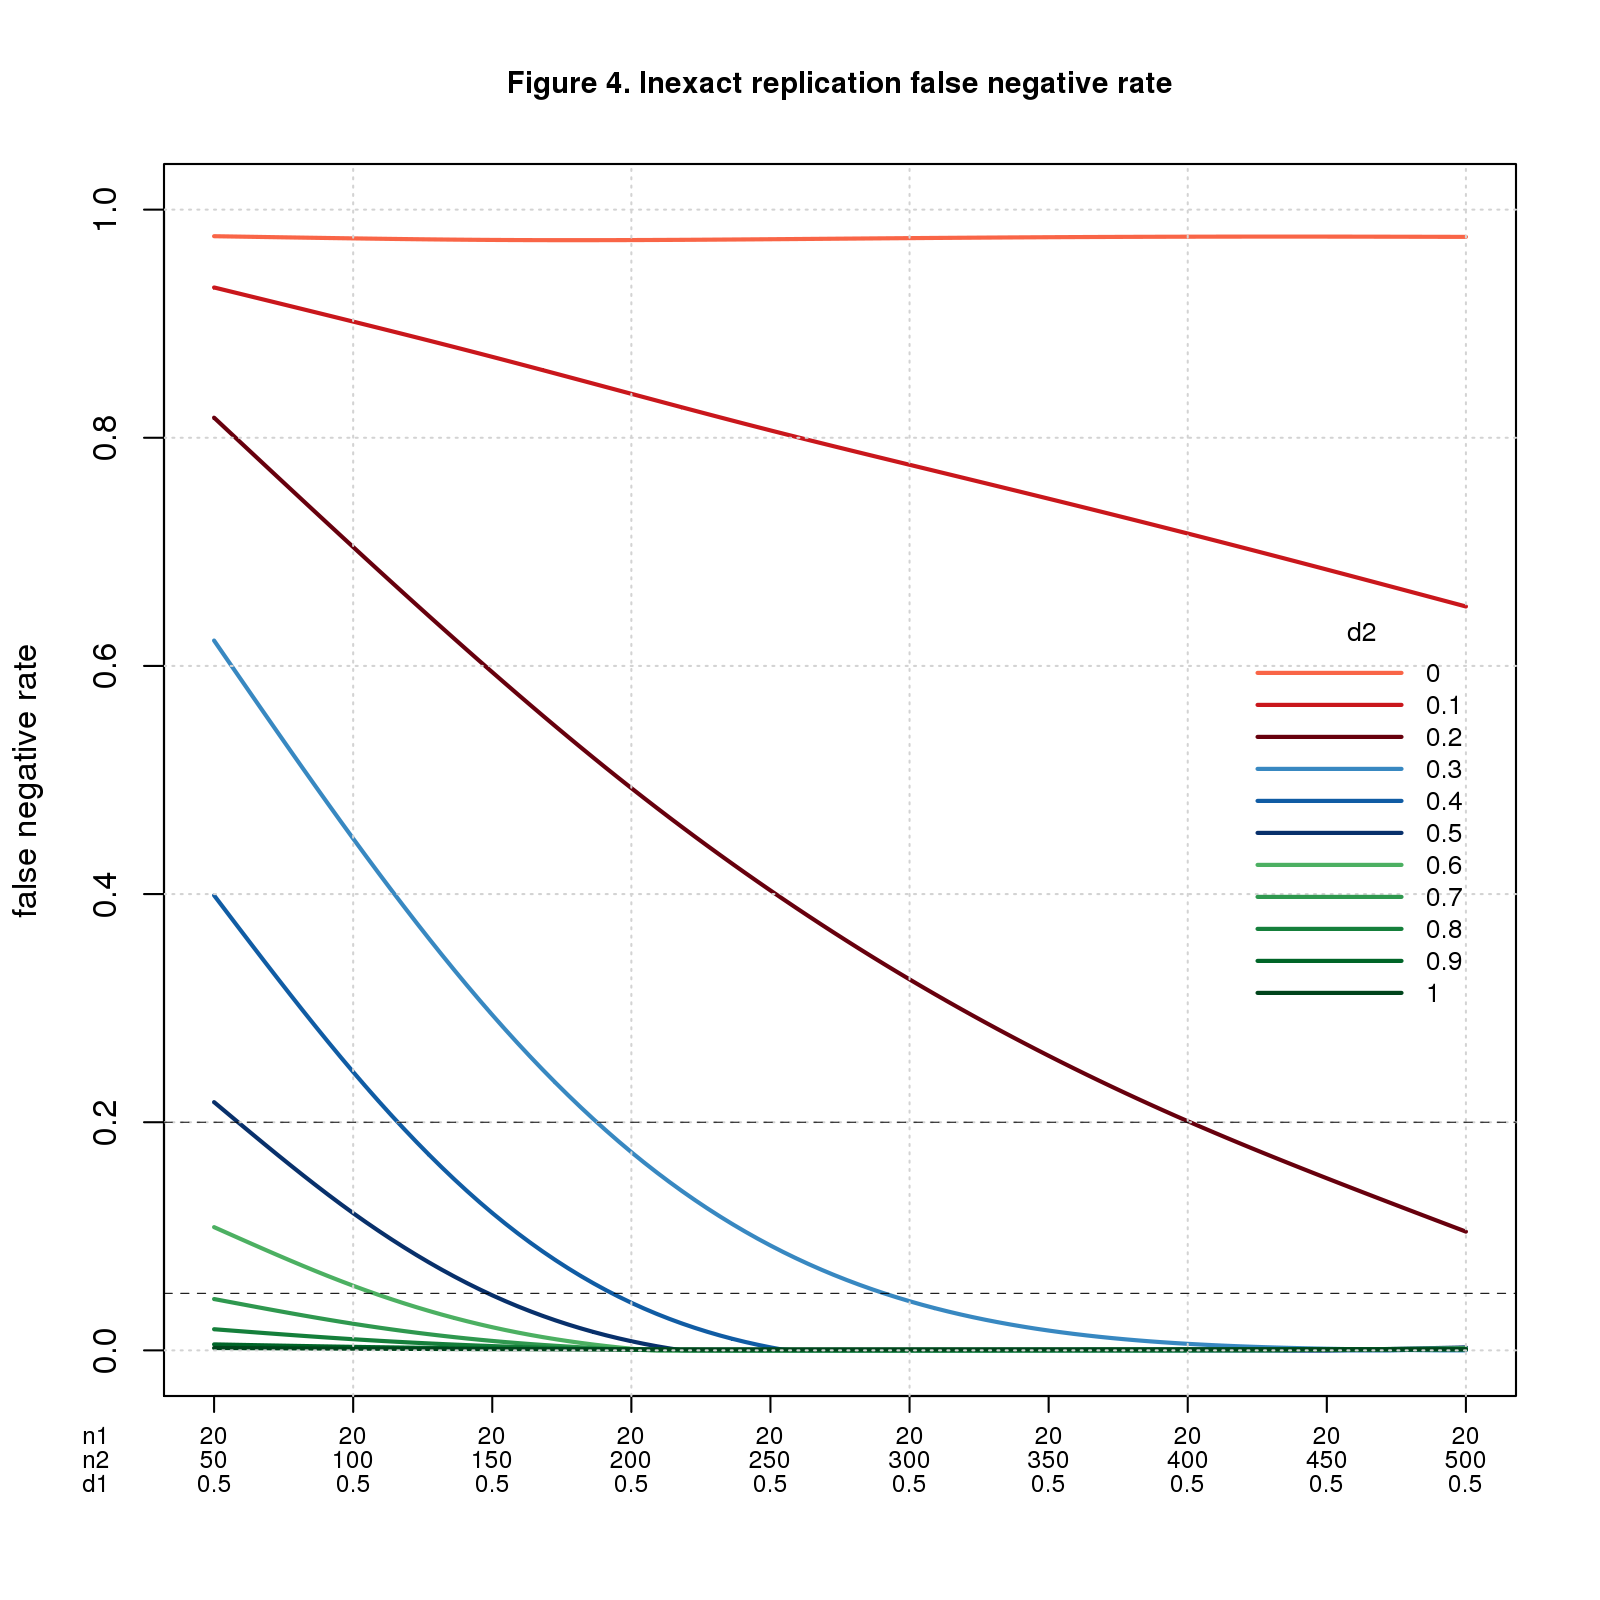 Figure 4. Inexact replication false negative rate
false negative rate
1.0
0.8
0.6
0.4
0.2
0.0
d2
0
0.1
0.2
0.3
0.4
0.5
0.6
0.7
0.8
0.9
1
n1 20 20 20 20 20 20 20 20 20 20
n2 50 100 150 200 250 300 350 400 450 500
d1 0.5 0.5 0.5 0.5 0.5 0.5 0.5 0.5 0.5 0.5